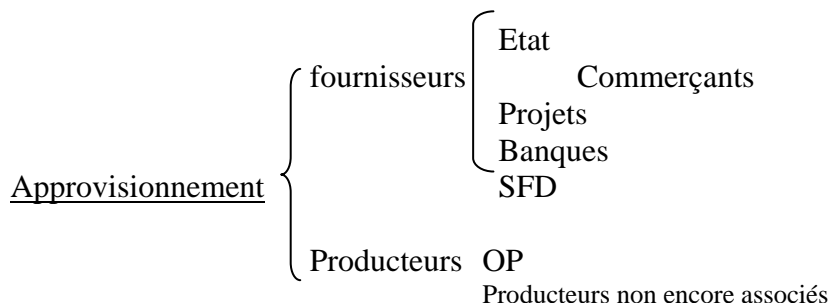 Etat
fournisseurs Commerçants
Projets
Banques
Approvisionnement SFD
Producteurs OP
Producteurs non encore associés